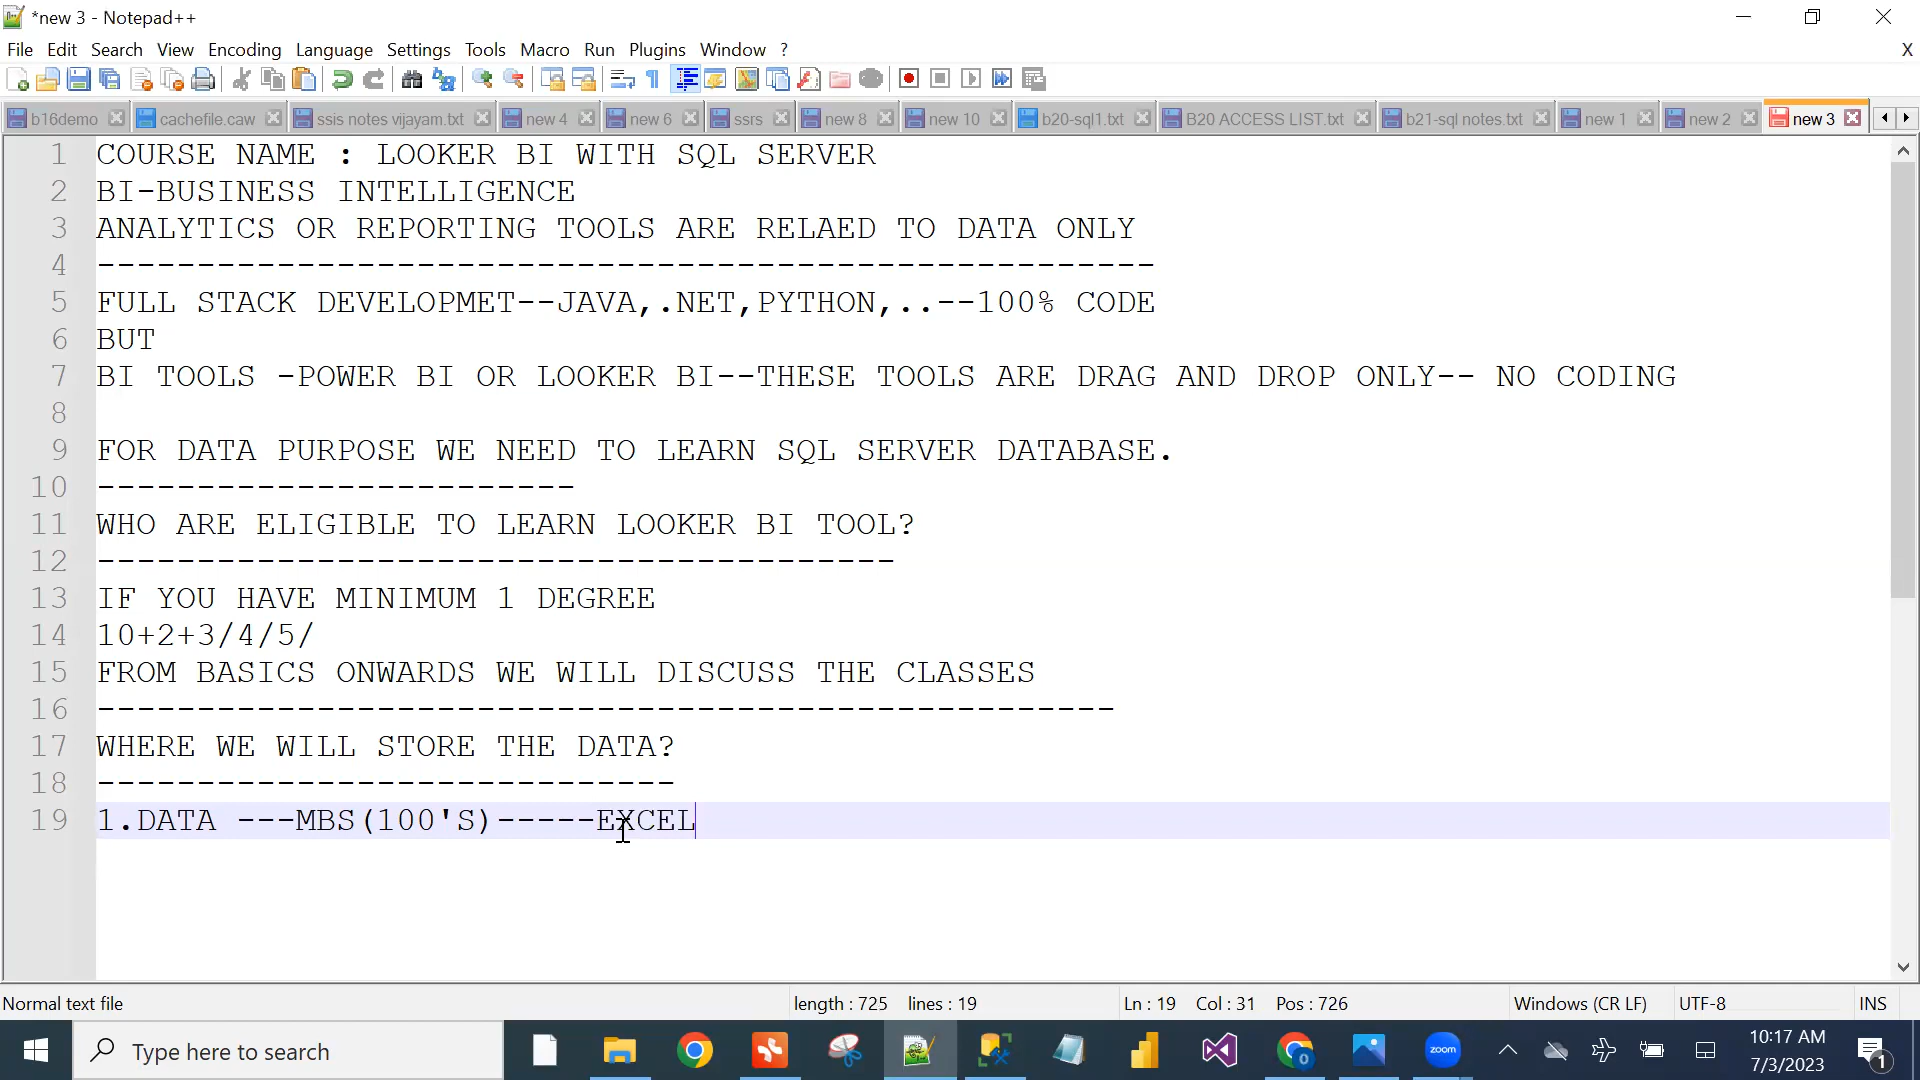 *new 3 - Notepad++
File Edit Search View Encoding Language Settings Tools Macro Run Plugins Window ?
X
b16demo cachefile.caw ssis notes vijayam.txt new 4 new 6 ssrs new 8 new 10 b20-sql1.txt B20 ACCESS LIST.txt b21-sql notes.txt new 1 new 2 new 3
1 COURSE NAME : LOOKER BI WITH SQL SERVER
2 BI-BUSINESS INTELLIGENCE
3 ANALYTICS OR REPORTING TOOLS ARE RELAED TO DATA ONLY
4 -----------------------------------------------------
5 FULL STACK DEVELOPMET--JAVA,.NET,PYTHON,..--100% CODE
6 BUT
7 BI TOOLS -POWER BI OR LOOKER BI--THESE TOOLS ARE DRAG AND DROP ONLY-- NO CODING
8
9 FOR DATA PURPOSE WE NEED TO LEARN SQL SERVER DATABASE.
10 ------------------------
11 WHO ARE ELIGIBLE TO LEARN LOOKER BI TOOL?
12 ----------------------------------------
13 IF YOU HAVE MINIMUM 1 DEGREE
14 10+2+3/4/5/
15 FROM BASICS ONWARDS WE WILL DISCUSS THE CLASSES
16 ---------------------------------------------------
17 WHERE WE WILL STORE THE DATA?
18 -----------------------------
19 1.DATA ---MBS(100'S)-----EXCEL
Normal text file length : 725 lines : 19 Ln : 19 Col : 31 Pos : 726 Windows (CR LF) UTF-8 INS
Type here to search
zoom
10:17 AM
7/3/2023
1